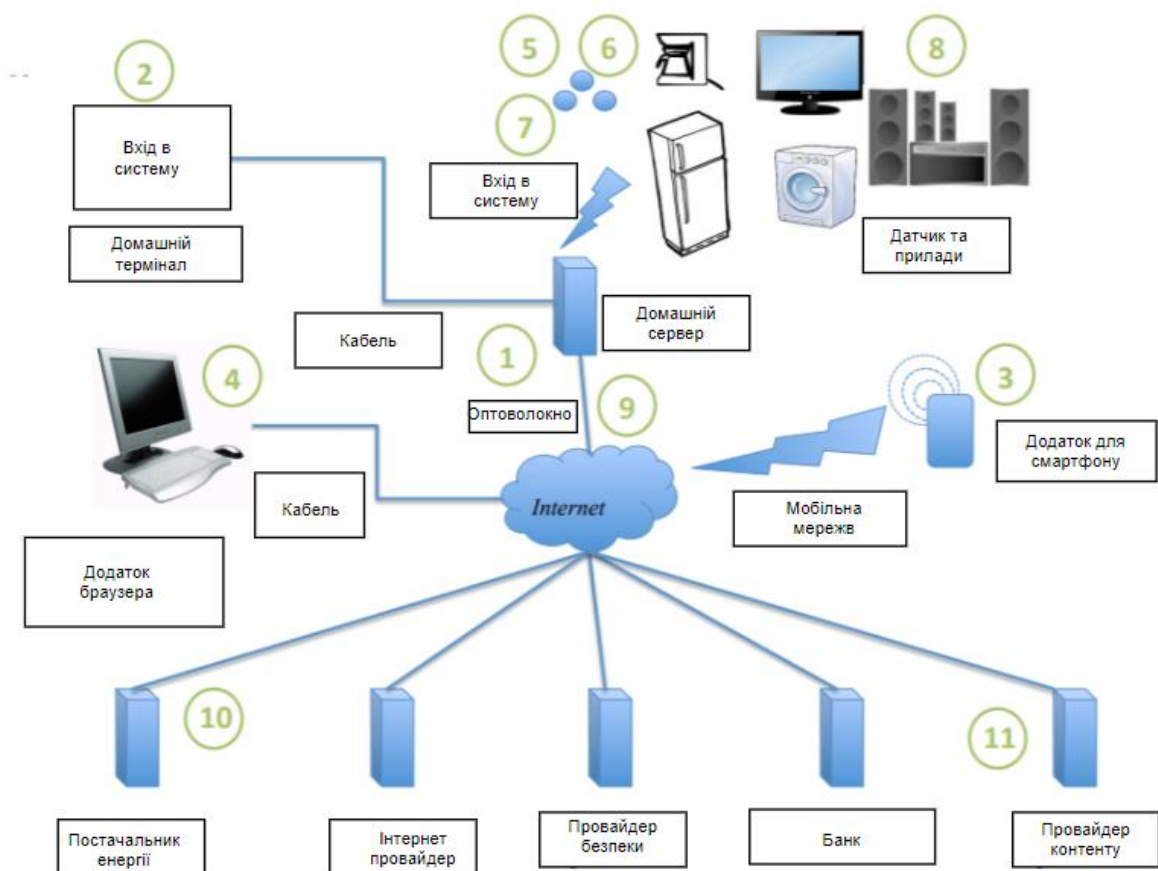 2
5
6
8
7
Вхід в
систему
Вхід в
систему
Домашній
термінал
Датчик та
прилади
Домашній
сервер
Кабель
1
4
9
3
Оптоволокно
Додаток для
смартфону
Internet
Кабель
Мобільна
мережв
Додаток
браузера
10
11
Постачальник
енергії
Інтернет
провайдер
Провайдер
безпеки
Банк
Провайдер
контенту